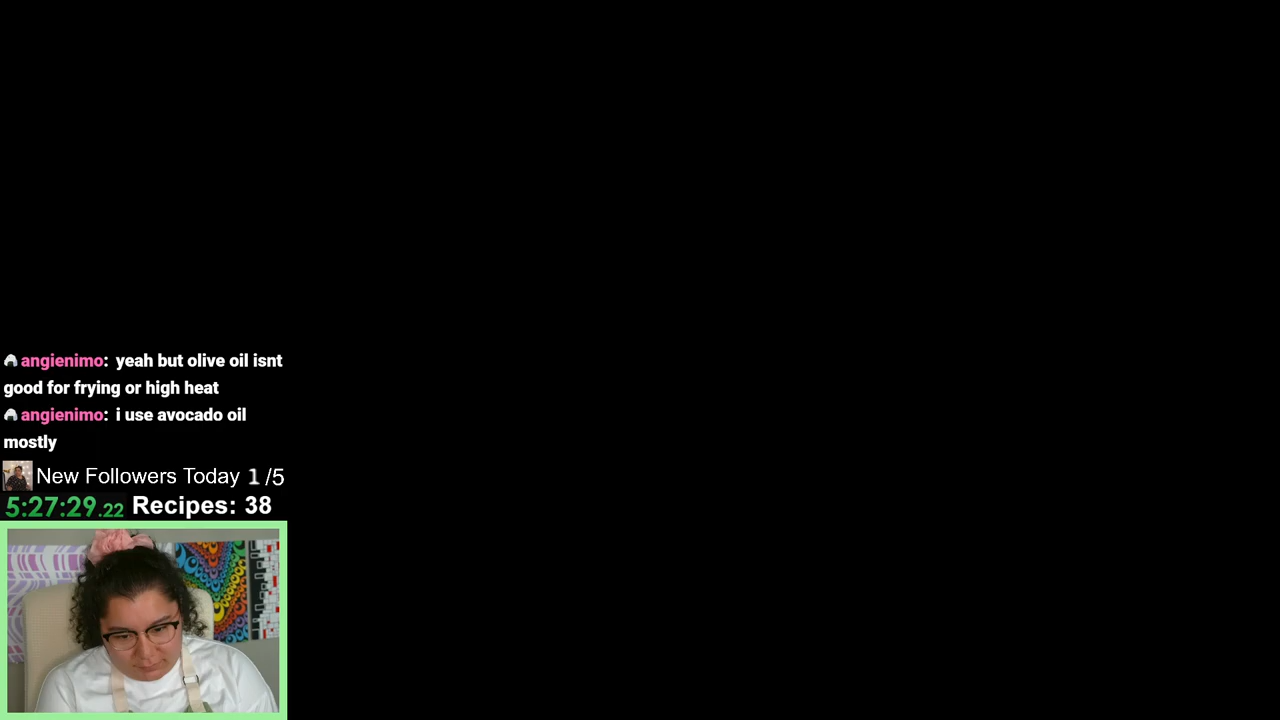 angienimo: yeah but olive oil isnt
good for frying or high heat
angienimo: i use avocado oil
mostly
New Followers Today 1 /5
5:27:29.22 Recipes: 38